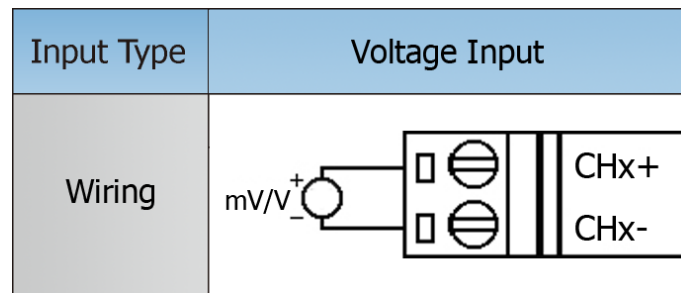 Input Type
Voltage Input
Wiring
mV/V
+
−
CHx+
CHx-